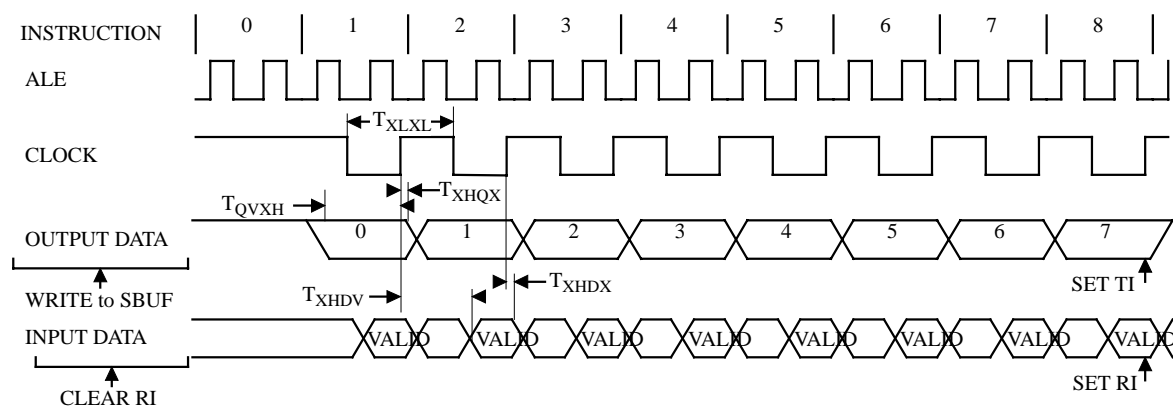 INSTRUCTION 0 1 2 3 4 5 6 7 8
ALE
T_XLXL
CLOCK
T_XHQX
T_QVXH
OUTPUT DATA 0 1 2 3 4 5 6 7
WRITE to SBUF
SET TI
T_XHDV
T_XHDX
INPUT DATA VALID VALID VALID VALID VALID VALID VALID VALID
CLEAR RI
SET RI